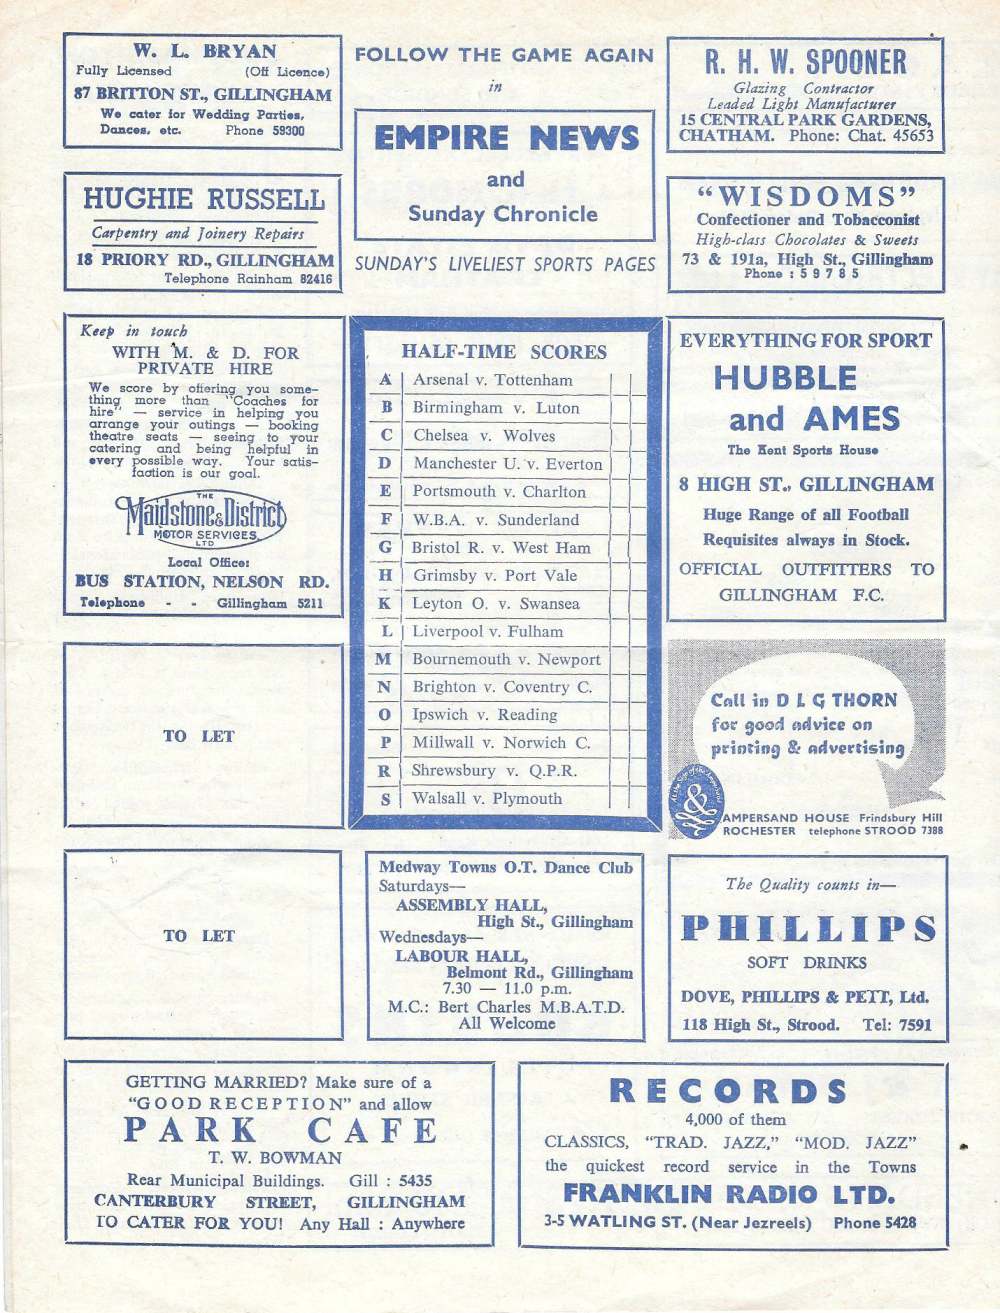 W. L. BRYAN
Fully Licensed (Off Licence)
87 BRITTON ST., GILLINGHAM
We cater for Wedding Parties,
Dances, etc. Phone 59300
FOLLOW THE GAME AGAIN
in
EMPIRE NEWS
and
Sunday Chronicle
SUNDAY'S LIVELIEST SPORTS PAGES
R. H. W. SPOONER
Glazing Contractor
Leaded Light Manufacturer
15 CENTRAL PARK GARDENS,
CHATHAM. Phone: Chat. 45653
HUGHIE RUSSELL
Carpentry and Joinery Repairs
18 PRIORY RD., GILLINGHAM
Telephone Rainham 82416
"WISDOMS"
Confectioner and Tobacconist
High-class Chocolates & Sweets
73 & 191a, High St., Gillingham
Phone : 5 9 7 8 5
Keep in touch
WITH M. & D. FOR
PRIVATE HIRE
We score by offering you some-
thing more than "Coaches for
hire" — service in helping you
arrange your outings — booking
theatre seats — seeing to your
catering and being helpful in
every possible way. Your satis-
faction is our goal.
THE
Maidstone & District
MOTOR SERVICES
LTD
Local Office:
BUS STATION, NELSON RD.
Telephone - - Gillingham 5211
HALF-TIME SCORES
A Arsenal v. Tottenham
B Birmingham v. Luton
C Chelsea v. Wolves
D Manchester U. v. Everton
E Portsmouth v. Charlton
F W.B.A. v. Sunderland
G Bristol R. v. West Ham
H Grimsby v. Port Vale
K Leyton O. v. Swansea
L Liverpool v. Fulham
M Bournemouth v. Newport
N Brighton v. Coventry C.
O Ipswich v. Reading
P Millwall v. Norwich C.
R Shrewsbury v. Q.P.R.
S Walsall v. Plymouth
EVERYTHING FOR SPORT
HUBBLE
and AMES
The Kent Sports House
8 HIGH ST., GILLINGHAM
Huge Range of all Football
Requisites always in Stock.
OFFICIAL OUTFITTERS TO
GILLINGHAM F.C.
TO LET
Call in D L G THORN
for good advice on
printing & advertising
At the Sign of the Ampersand
&
AMPERSAND HOUSE Frindsbury Hill
ROCHESTER telephone STROOD 7388
TO LET
Medway Towns O.T. Dance Club
Saturdays—
ASSEMBLY HALL,
High St., Gillingham
Wednesdays—
LABOUR HALL,
Belmont Rd., Gillingham
7.30 — 11.0 p.m.
M.C.: Bert Charles M.B.A.T.D.
All Welcome
The Quality counts in—
PHILLIPS
SOFT DRINKS
DOVE, PHILLIPS & PETT, Ltd.
118 High St., Strood. Tel: 7591
GETTING MARRIED? Make sure of a
"GOOD RECEPTION" and allow
PARK CAFE
T. W. BOWMAN
Rear Municipal Buildings. Gill : 5435
CANTERBURY STREET, GILLINGHAM
TO CATER FOR YOU! Any Hall : Anywhere
RECORDS
4,000 of them
CLASSICS, "TRAD. JAZZ," "MOD. JAZZ"
the quickest record service in the Towns
FRANKLIN RADIO LTD.
3-5 WATLING ST. (Near Jezreels) Phone 5428